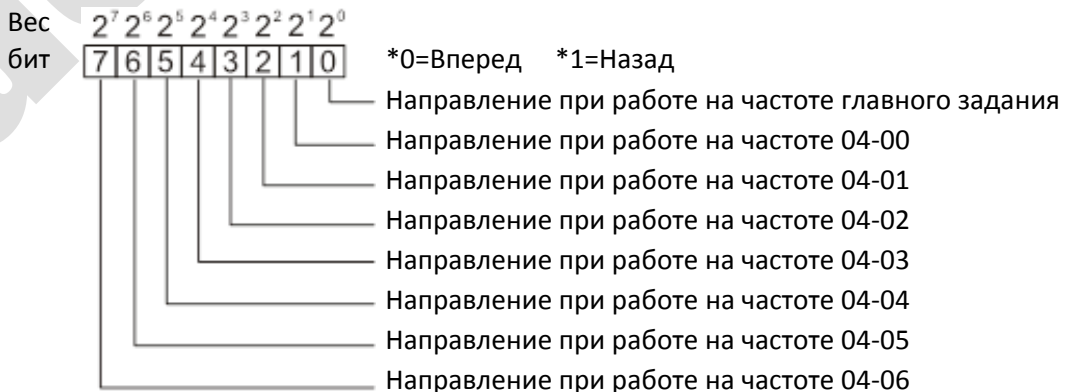 Вес 2⁷ 2⁶ 2⁵ 2⁴ 2³ 2² 2¹ 2⁰
бит 7 6 5 4 3 2 1 0 *0=Вперед *1=Назад
Направление при работе на частоте главного задания
Направление при работе на частоте 04-00
Направление при работе на частоте 04-01
Направление при работе на частоте 04-02
Направление при работе на частоте 04-03
Направление при работе на частоте 04-04
Направление при работе на частоте 04-05
Направление при работе на частоте 04-06